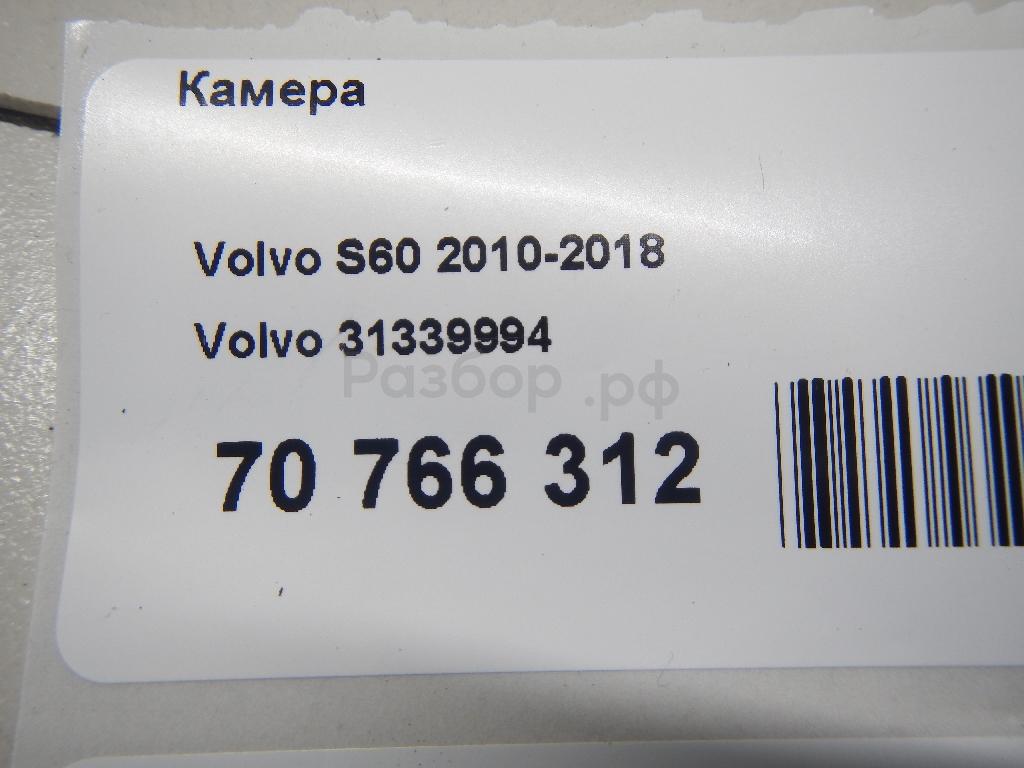 Камера
Volvo S60 2010-2018
Volvo 31339994
Разбор.рф
70 766 312